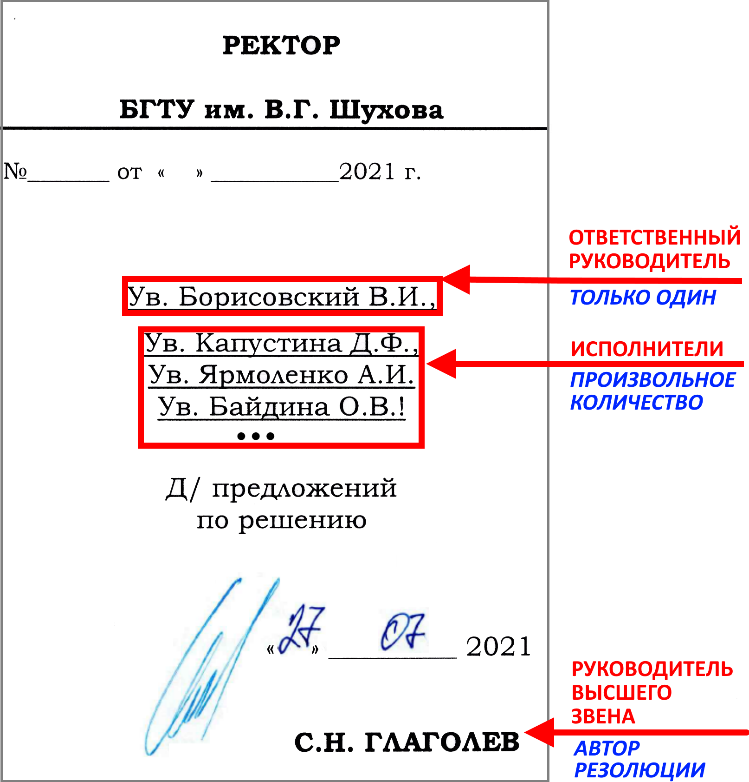 РЕКТОР
БГТУ им. В.Г. Шухова
№_______ от « » ___________2021 г.
ОТВЕТСТВЕННЫЙ
РУКОВОДИТЕЛЬ
ТОЛЬКО ОДИН
Ув. Борисовский В.И.,
ИСПОЛНИТЕЛИ
ПРОИЗВОЛЬНОЕ
КОЛИЧЕСТВО
Ув. Капустина Д.Ф.,
Ув. Ярмоленко А.И.
Ув. Байдина О.В.!
•••
Д/ предложений
по решению
«27» 07 2021
РУКОВОДИТЕЛЬ
ВЫСШЕГО
ЗВЕНА
АВТОР
РЕЗОЛЮЦИИ
С.Н. ГЛАГОЛЕВ